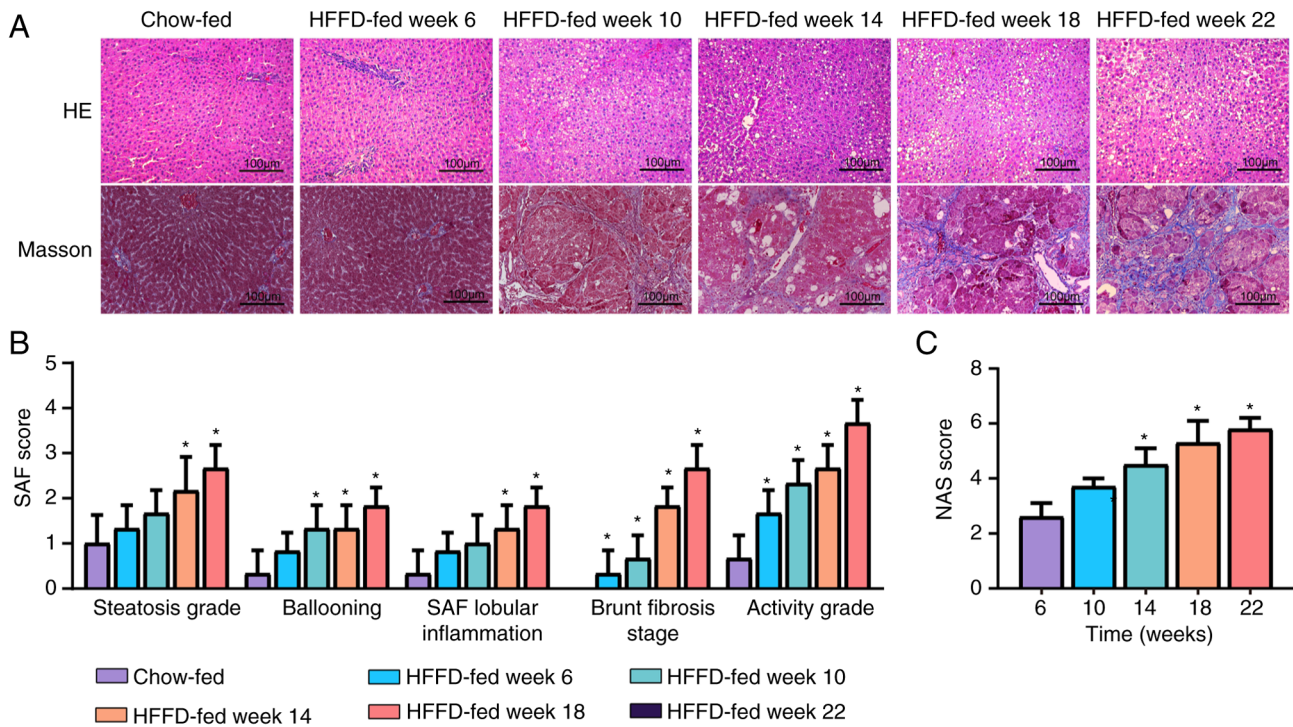 A
Chow-fed
HFFD-fed week 6
HFFD-fed week 10
HFFD-fed week 14
HFFD-fed week 18
HFFD-fed week 22
HE
100μm
100μm
100μm
100μm
100μm
100μm
Masson
100μm
100μm
100μm
100μm
100μm
100μm
B
SAF score
5
4
3
2
1
0
* *
* * *
* *
* * * *
* * * *
Steatosis grade
Ballooning
SAF lobular
inflammation
Brunt fibrosis
stage
Activity grade
Chow-fed
HFFD-fed week 6
HFFD-fed week 10
HFFD-fed week 14
HFFD-fed week 18
HFFD-fed week 22
C
NAS score
8
6
4
2
0
* * * *
6 10 14 18 22
Time (weeks)